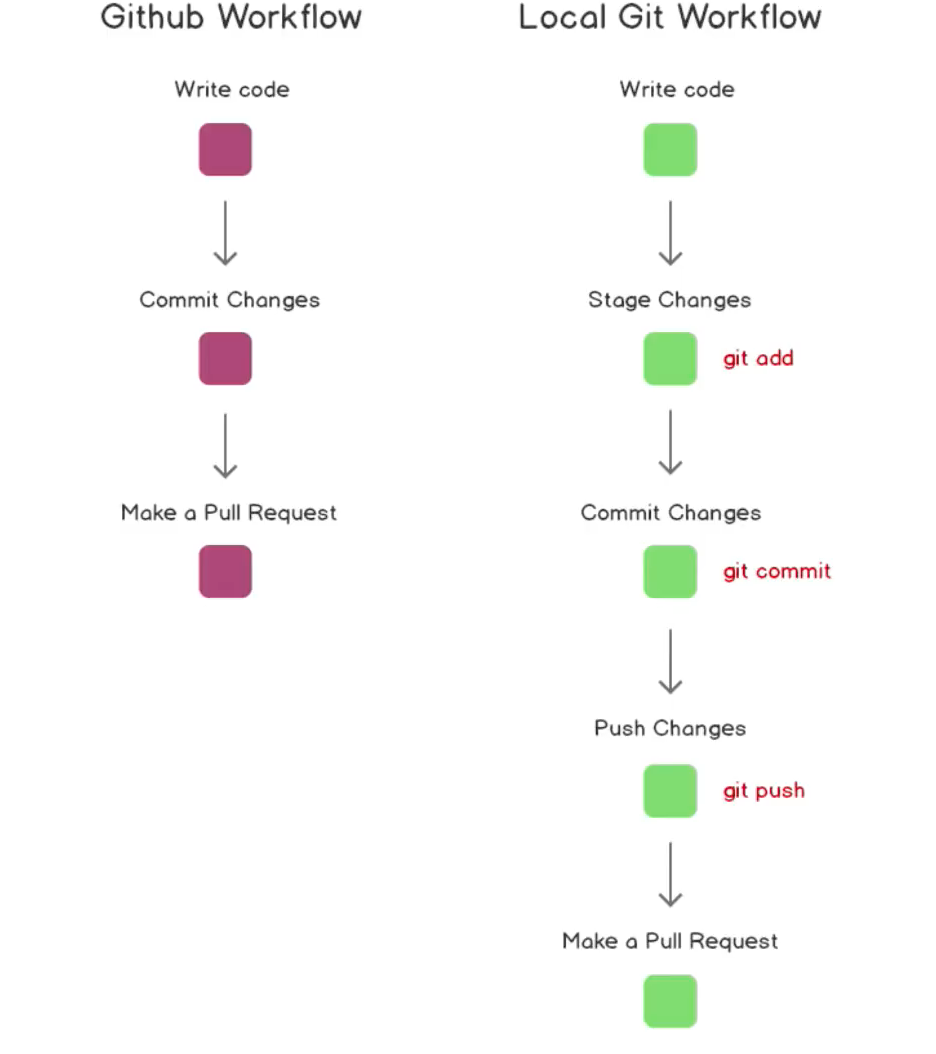 Github Workflow
Write code
Commit Changes
Make a Pull Request
Local Git Workflow
Write code
Stage Changes
git add
Commit Changes
git commit
Push Changes
git push
Make a Pull Request